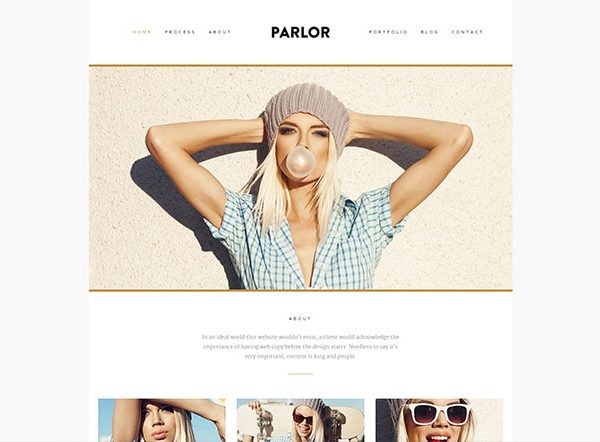 HOME PROCESS ABOUT PARLOR PORTFOLIO BLOG CONTACT
ABOUT
In an ideal world this website wouldn't exist, a client would acknowledge the
importance of having web copy before the design starts. Needless to say it's
very important, content is king and people